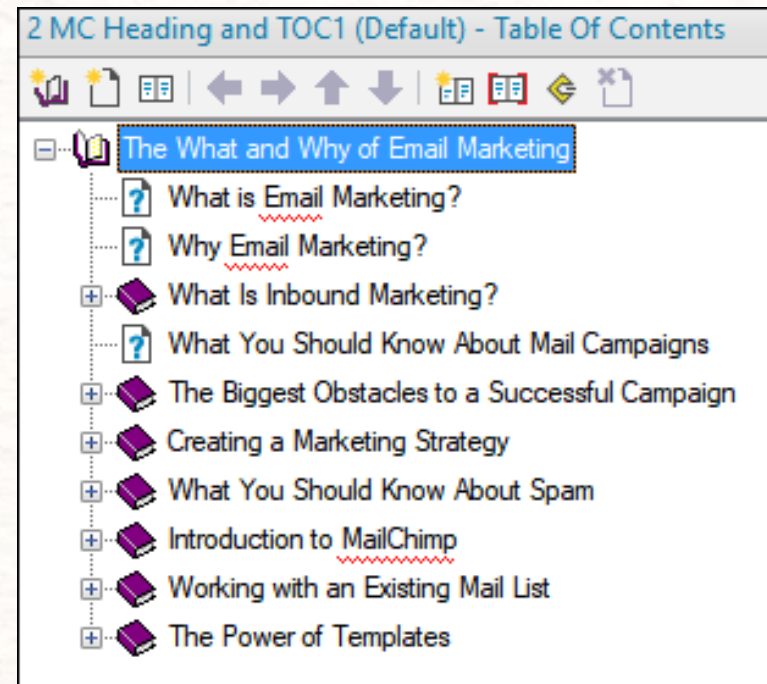 2 MC Heading and TOC1 (Default) - Table Of Contents
The What and Why of Email Marketing
What is Email Marketing?
Why Email Marketing?
What Is Inbound Marketing?
What You Should Know About Mail Campaigns
The Biggest Obstacles to a Successful Campaign
Creating a Marketing Strategy
What You Should Know About Spam
Introduction to MailChimp
Working with an Existing Mail List
The Power of Templates